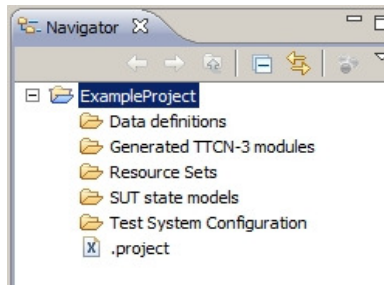 Navigator
ExampleProject
Data definitions
Generated TTCN-3 modules
Resource Sets
SUT state models
Test System Configuration
.project